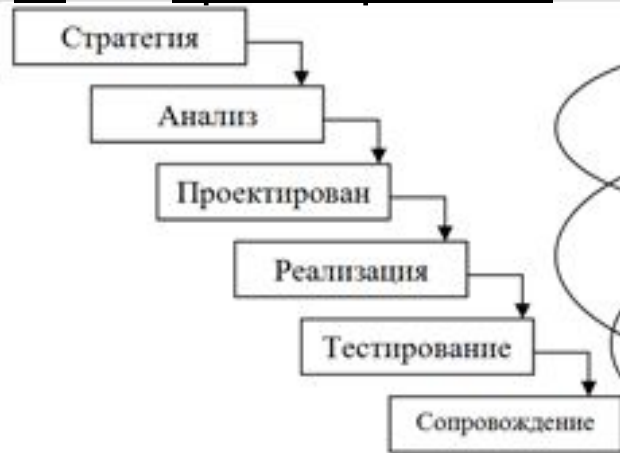 Стратегия
Анализ
Проектирован
Реализация
Тестирование
Сопровождение